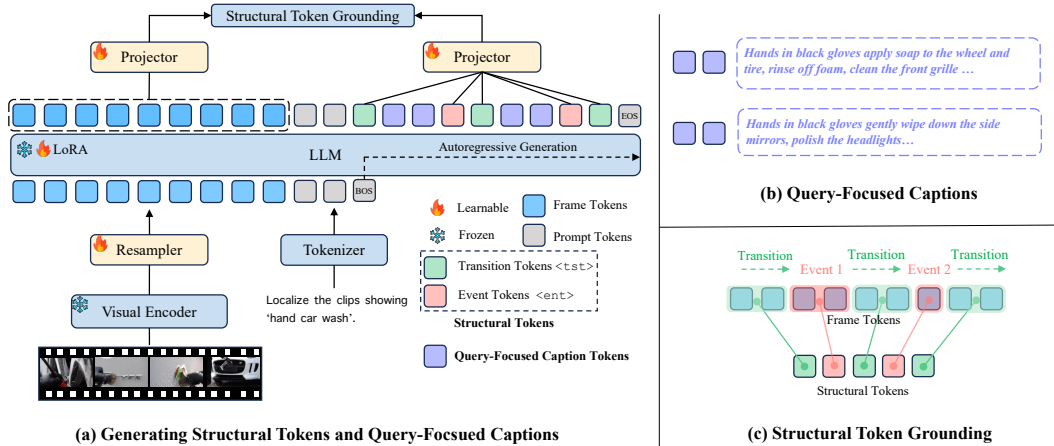 Structural Token Grounding
Projector
Projector
EOS
LoRA
LLM
Autoregressive Generation
BOS
Learnable
Frame Tokens
Frozen
Prompt Tokens
Resampler
Tokenizer
Transition Tokens <tst>
Event Tokens <ent>
Structural Tokens
Visual Encoder
Localize the clips showing
'hand car wash'.
Query-Focused Caption Tokens
(a) Generating Structural Tokens and Query-Focsued Captions
Hands in black gloves apply soap to the wheel and
tire, rinse off foam, clean the front grille …
Hands in black gloves gently wipe down the side
mirrors, polish the headlights…
(b) Query-Focused Captions
Transition
Event 1
Transition
Event 2
Transition
Frame Tokens
Structural Tokens
(c) Structural Token Grounding